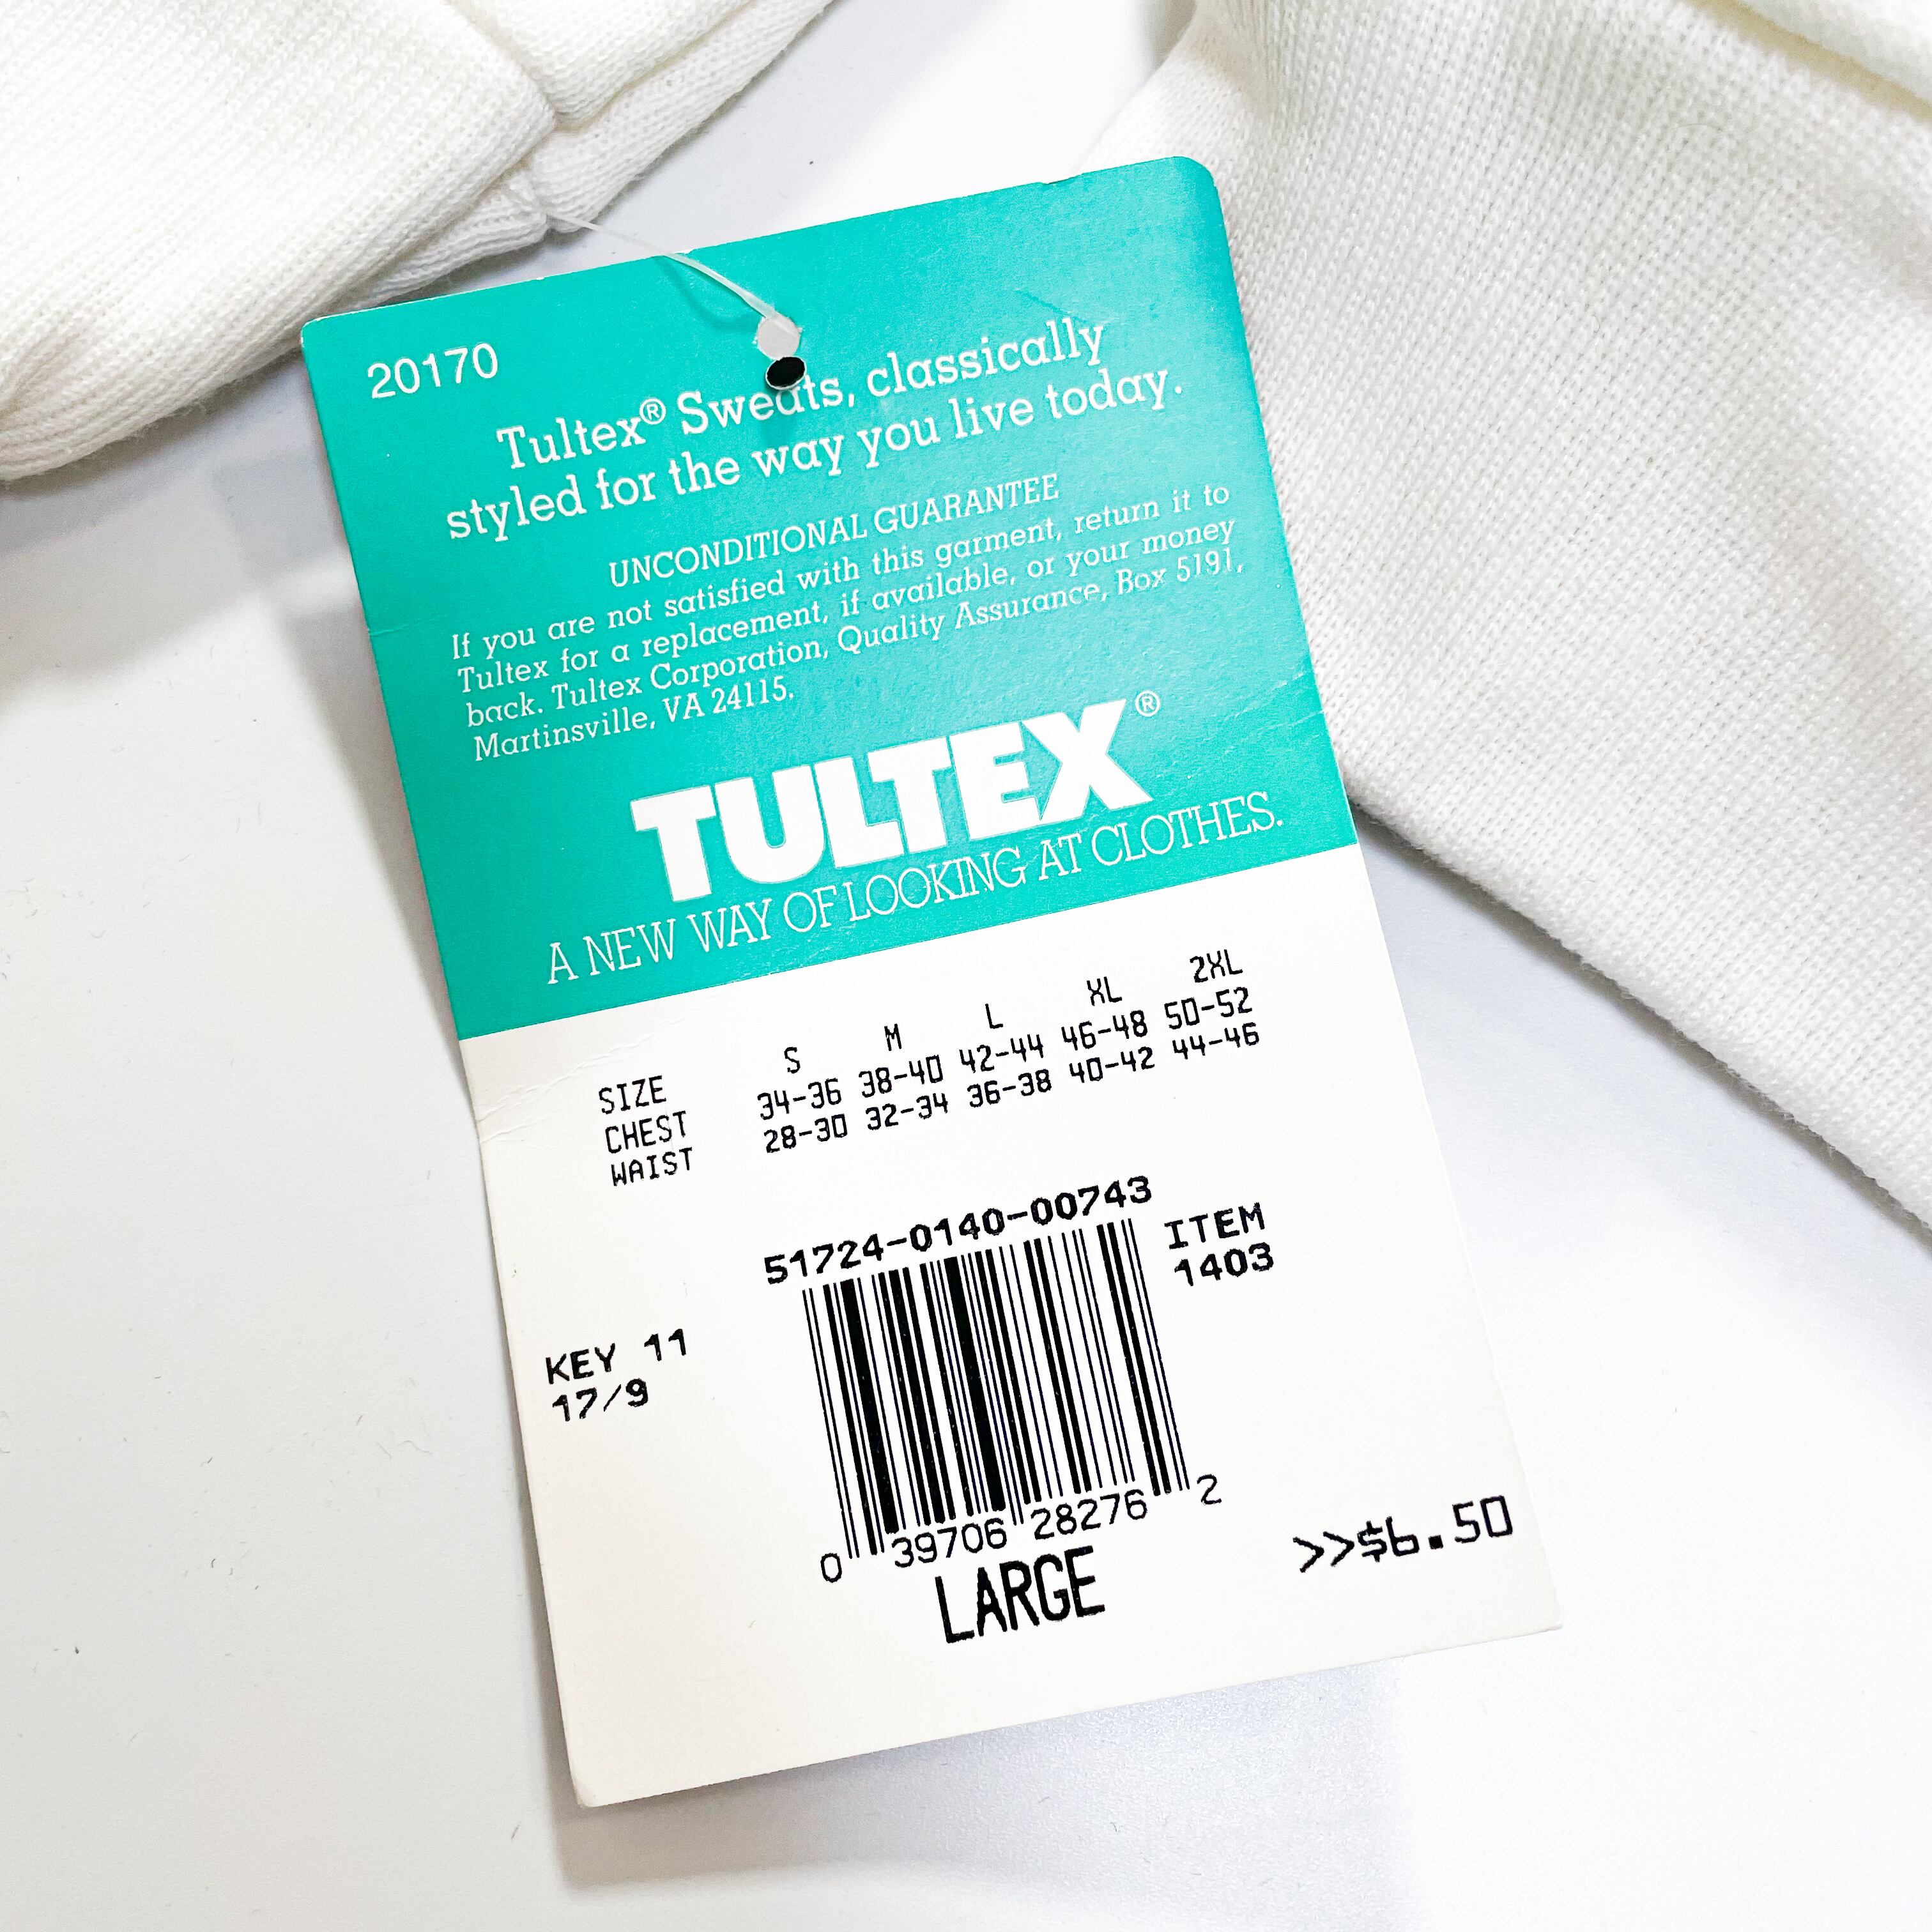 20170
Tultex® Sweats, classically
styled for the way you live today.
UNCONDITIONAL GUARANTEE
If you are not satisfied with this garment, return it to
Tultex for a replacement, if available, or your money
back. Tultex Corporation, Quality Assurance, Box 5191,
Martinsville, VA 24115.
TULTEX®
A NEW WAY OF LOOKING AT CLOTHES.
SIZE S M L XL 2XL
CHEST 34-36 38-40 42-44 46-48 50-52
WAIST 28-30 32-34 36-38 40-42 44-46
51724-0140-00743
ITEM
1403
KEY 11
17/9
0 39706 28276 2
LARGE
>>$6.50